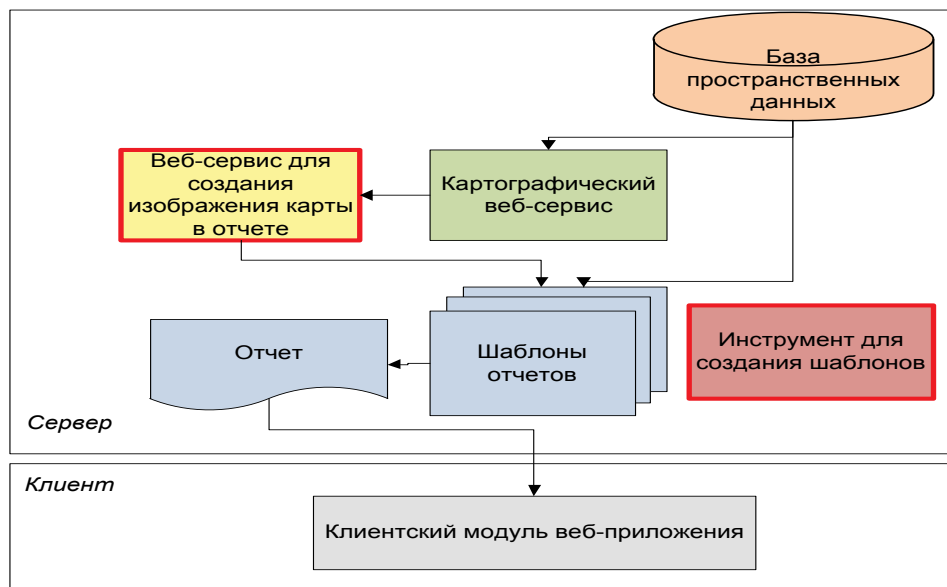 База
пространственных
данных
Веб-сервис для
создания
изображения карты
в отчете
Картографический
веб-сервис
Отчет
Шаблоны
отчетов
Инструмент для
создания шаблонов
Сервер
Клиент
Клиентский модуль веб-приложения